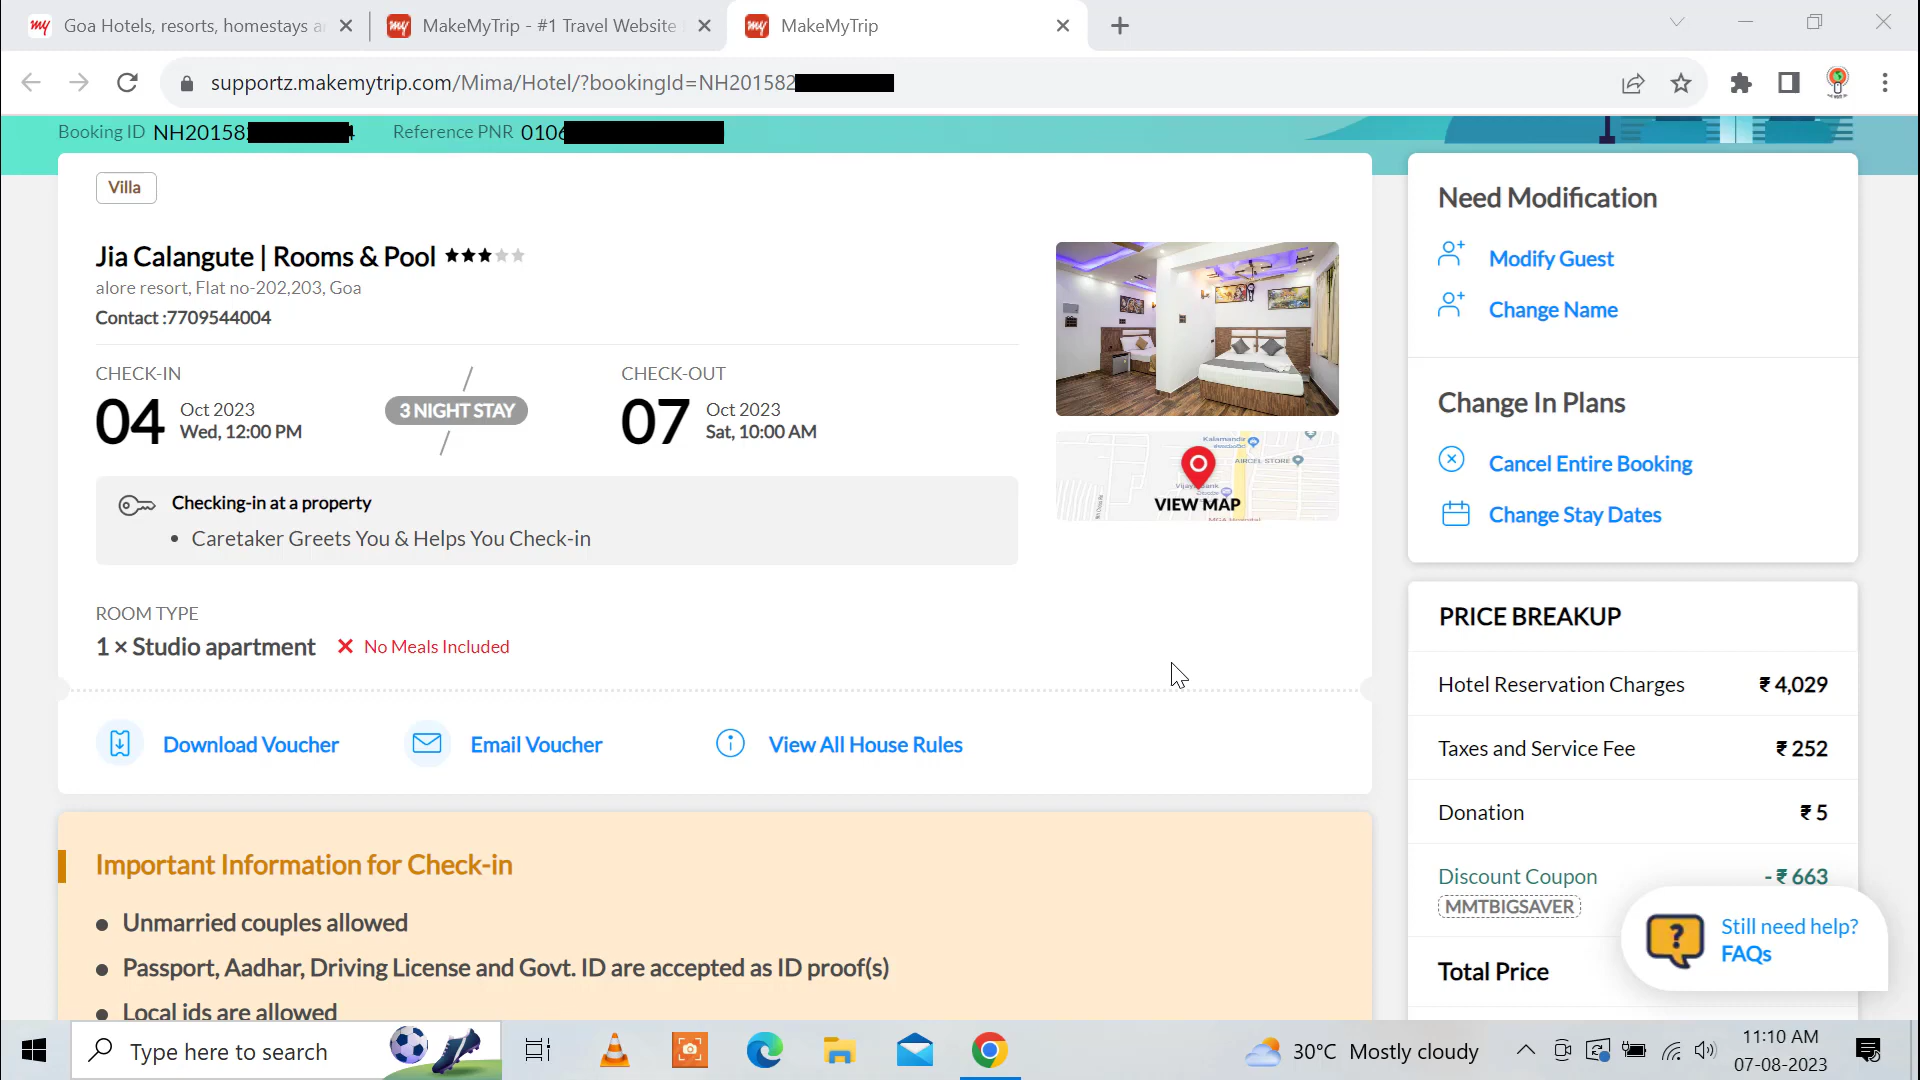 Goa Hotels, resorts, homestays a
MakeMyTrip - #1 Travel Website
MakeMyTrip
supportz.makemytrip.com/Mima/Hotel/?bookingId=NH201582
Booking ID NH20158
Reference PNR 0106
Villa
Jia Calangute | Rooms & Pool
alore resort, Flat no-202,203, Goa
Contact :7709544004
CHECK-IN
04 Oct 2023
Wed, 12:00 PM
3 NIGHT STAY
CHECK-OUT
07 Oct 2023
Sat, 10:00 AM
Kalamandir
AIRCEL STORE
VIEW MAP
Checking-in at a property
• Caretaker Greets You & Helps You Check-in
ROOM TYPE
1 × Studio apartment
No Meals Included
Download Voucher
Email Voucher
View All House Rules
Important Information for Check-in
• Unmarried couples allowed
• Passport, Aadhar, Driving License and Govt. ID are accepted as ID proof(s)
• Local ids are allowed
Need Modification
Modify Guest
Change Name
Change In Plans
Cancel Entire Booking
Change Stay Dates
PRICE BREAKUP
Hotel Reservation Charges ₹ 4,029
Taxes and Service Fee ₹ 252
Donation ₹ 5
Discount Coupon - ₹ 663
MMTBIGSAVER
Total Price
Still need help?
FAQs
Type here to search
30°C Mostly cloudy
11:10 AM
07-08-2023